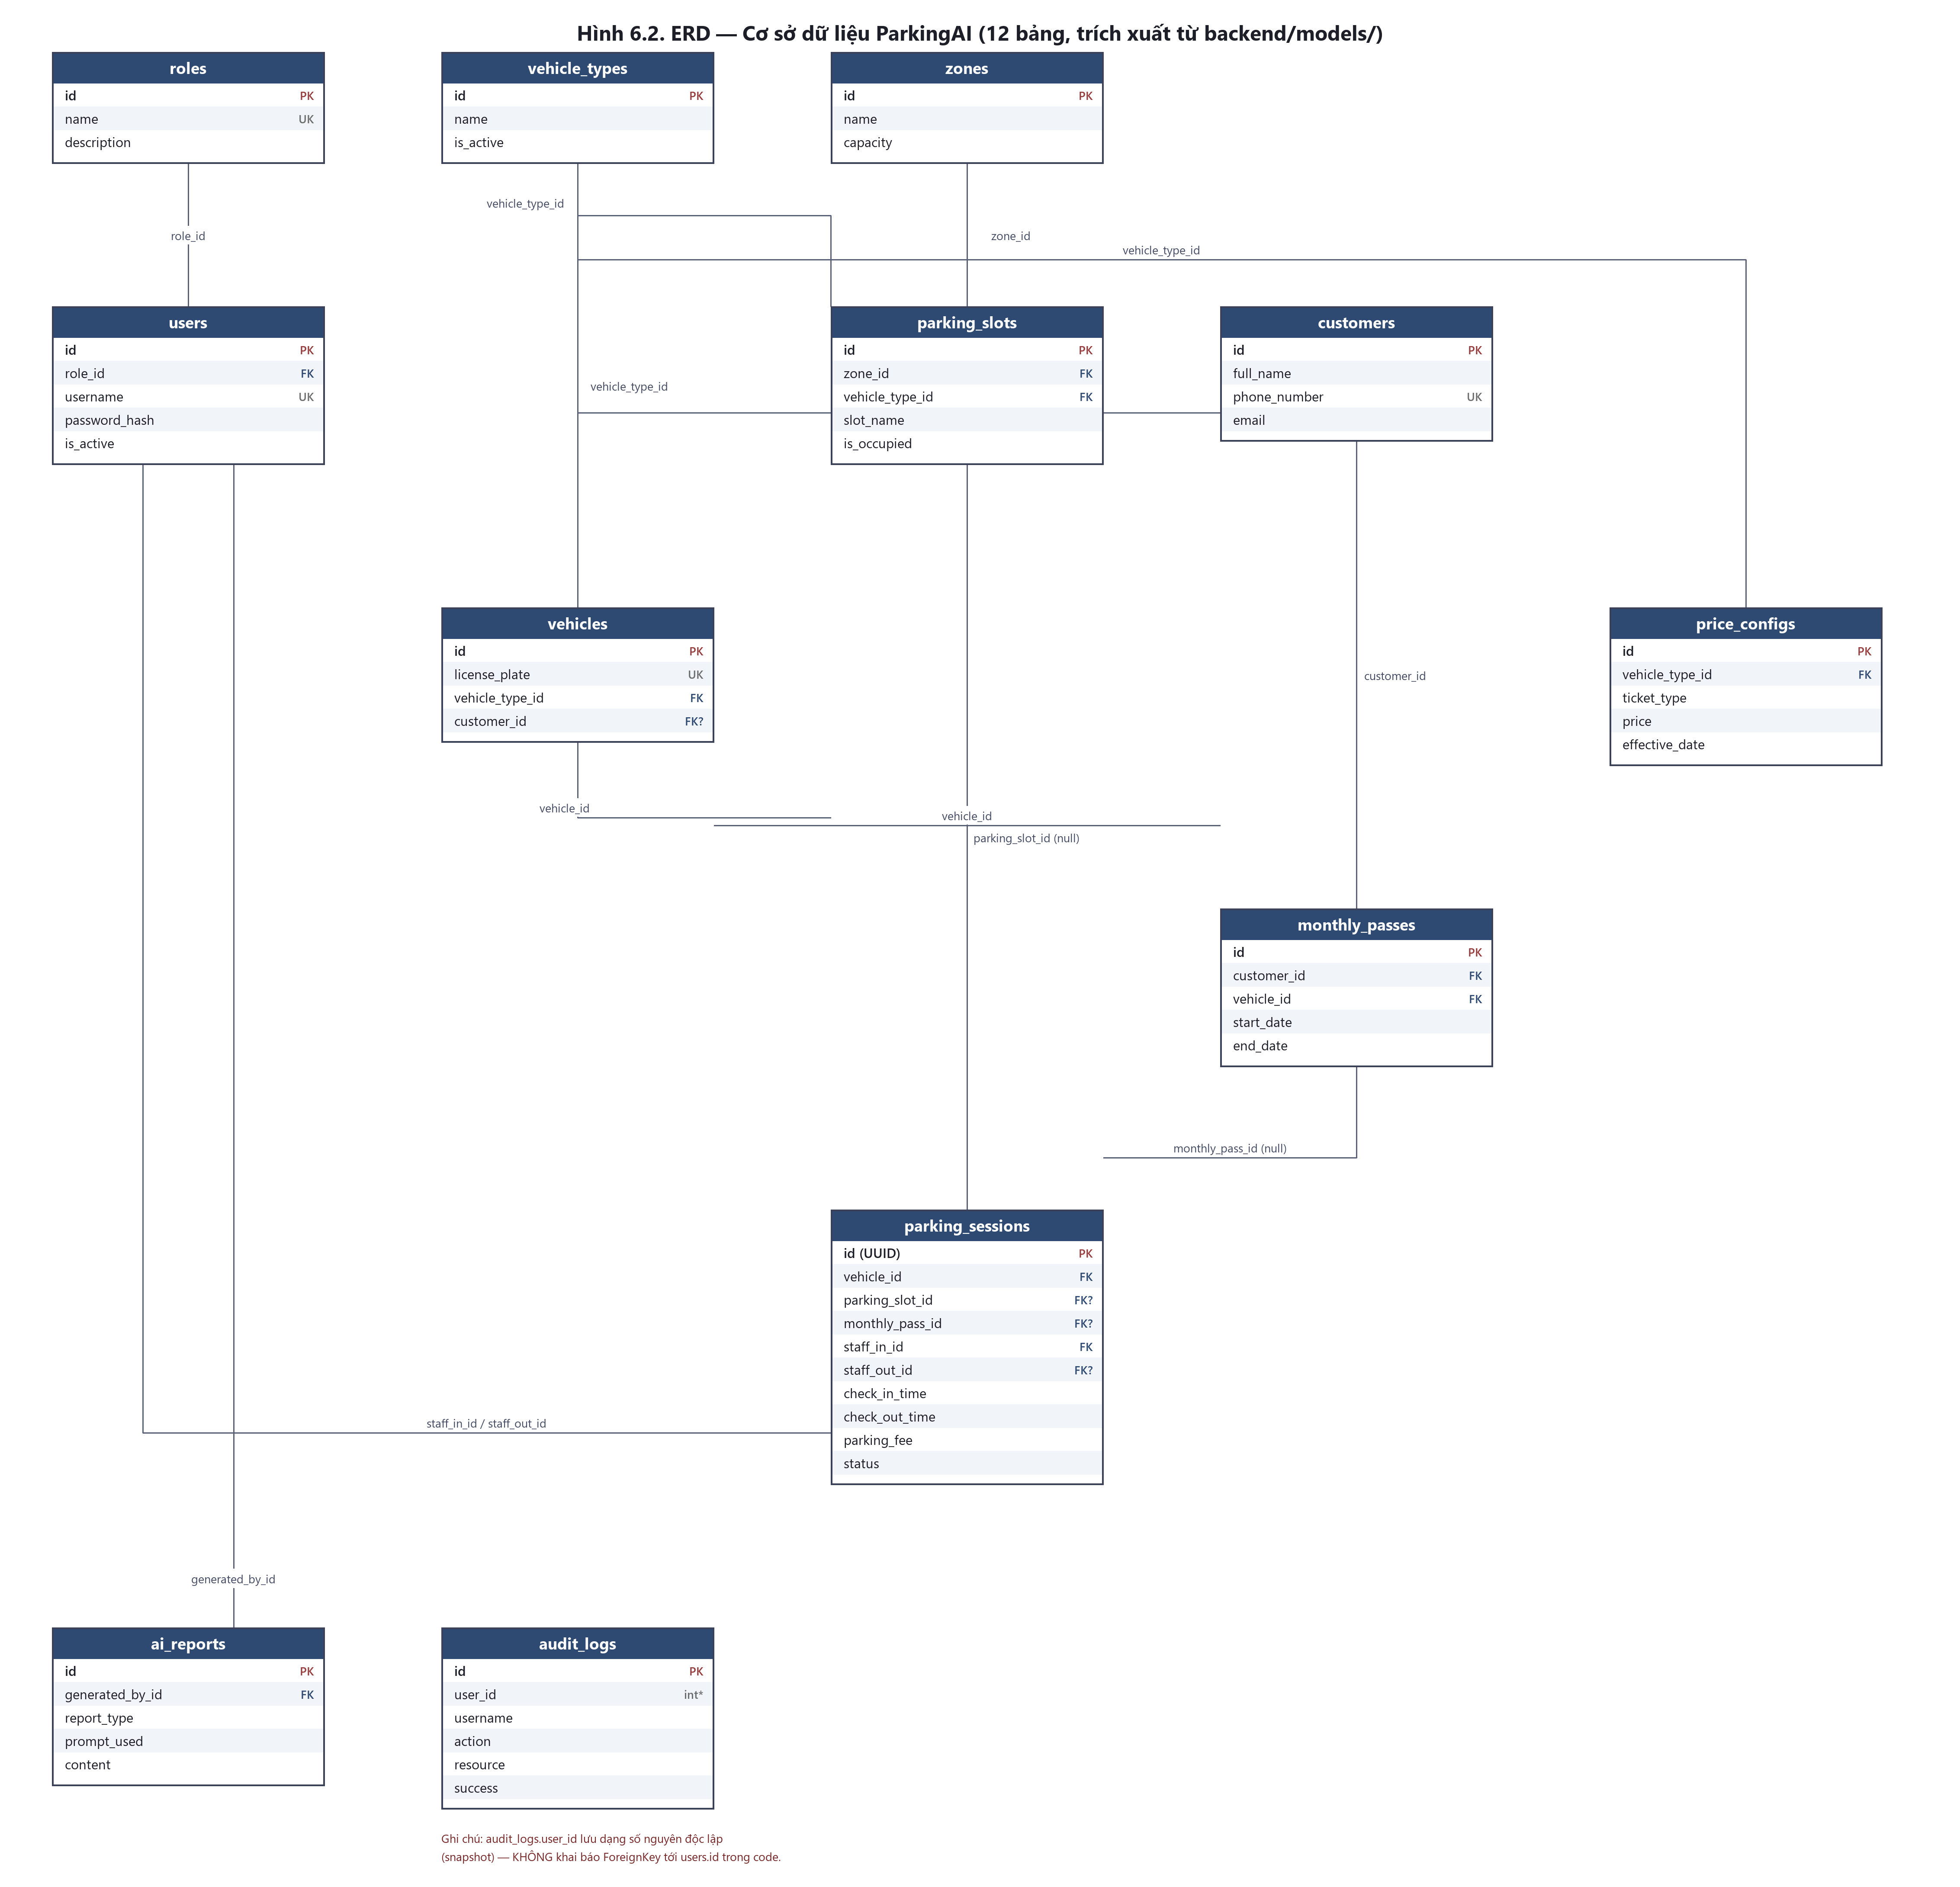 Hình 6.2. ERD — Cơ sở dữ liệu ParkingAI (12 bảng, trích xuất từ backend/models/)
roles
id PK
name UK
description
vehicle_types
id PK
name
is_active
zones
id PK
name
capacity
vehicle_type_id
role_id
zone_id
vehicle_type_id
users
id PK
role_id FK
username UK
password_hash
is_active
vehicle_type_id
parking_slots
id PK
zone_id FK
vehicle_type_id FK
slot_name
is_occupied
customers
id PK
full_name
phone_number UK
email
vehicles
id PK
license_plate UK
vehicle_type_id FK
customer_id FK?
customer_id
price_configs
id PK
vehicle_type_id FK
ticket_type
price
effective_date
vehicle_id
vehicle_id
parking_slot_id (null)
monthly_passes
id PK
customer_id FK
vehicle_id FK
start_date
end_date
monthly_pass_id (null)
parking_sessions
id (UUID) PK
vehicle_id FK
parking_slot_id FK?
monthly_pass_id FK?
staff_in_id FK
staff_out_id FK?
check_in_time
check_out_time
parking_fee
status
staff_in_id / staff_out_id
generated_by_id
ai_reports
id PK
generated_by_id FK
report_type
prompt_used
content
audit_logs
id PK
user_id int*
username
action
resource
success
Ghi chú: audit_logs.user_id lưu dạng số nguyên độc lập
(snapshot) — KHÔNG khai báo ForeignKey tới users.id trong code.